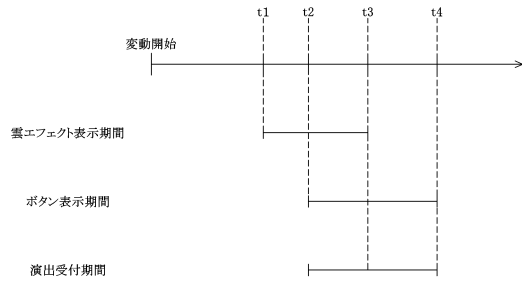 t1 t2 t3 t4
変動開始
雲エフェクト表示期間
ボタン表示期間
演出受付期間